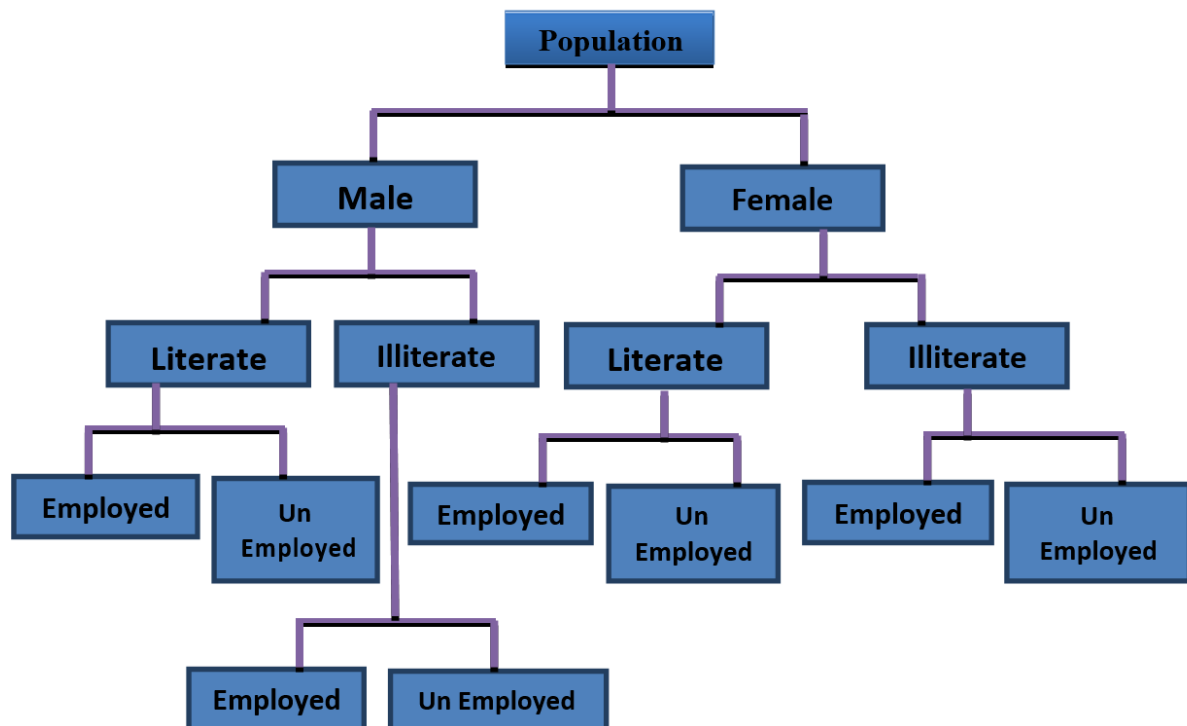 Population
Male
Female
Literate
Illiterate
Literate
Illiterate
Employed
Un
Employed
Employed
Un
Employed
Employed
Un
Employed
Employed
Un Employed